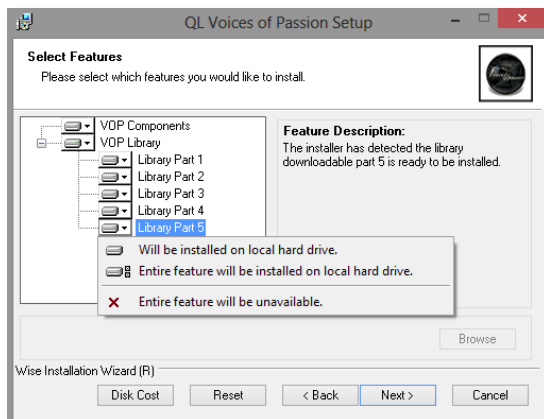 QL Voices of Passion Setup
Select Features
Please select which features you would like to install.
VOP Components
VOP Library
Library Part 1
Library Part 2
Library Part 3
Library Part 4
Library Part 5
Feature Description:
The installer has detected the library
downloadable part 5 is ready to be installed.
Will be installed on local hard drive.
Entire feature will be installed on local hard drive.
Entire feature will be unavailable.
Browse
Wise Installation Wizard (R)
Disk Cost
Reset
< Back
Next >
Cancel